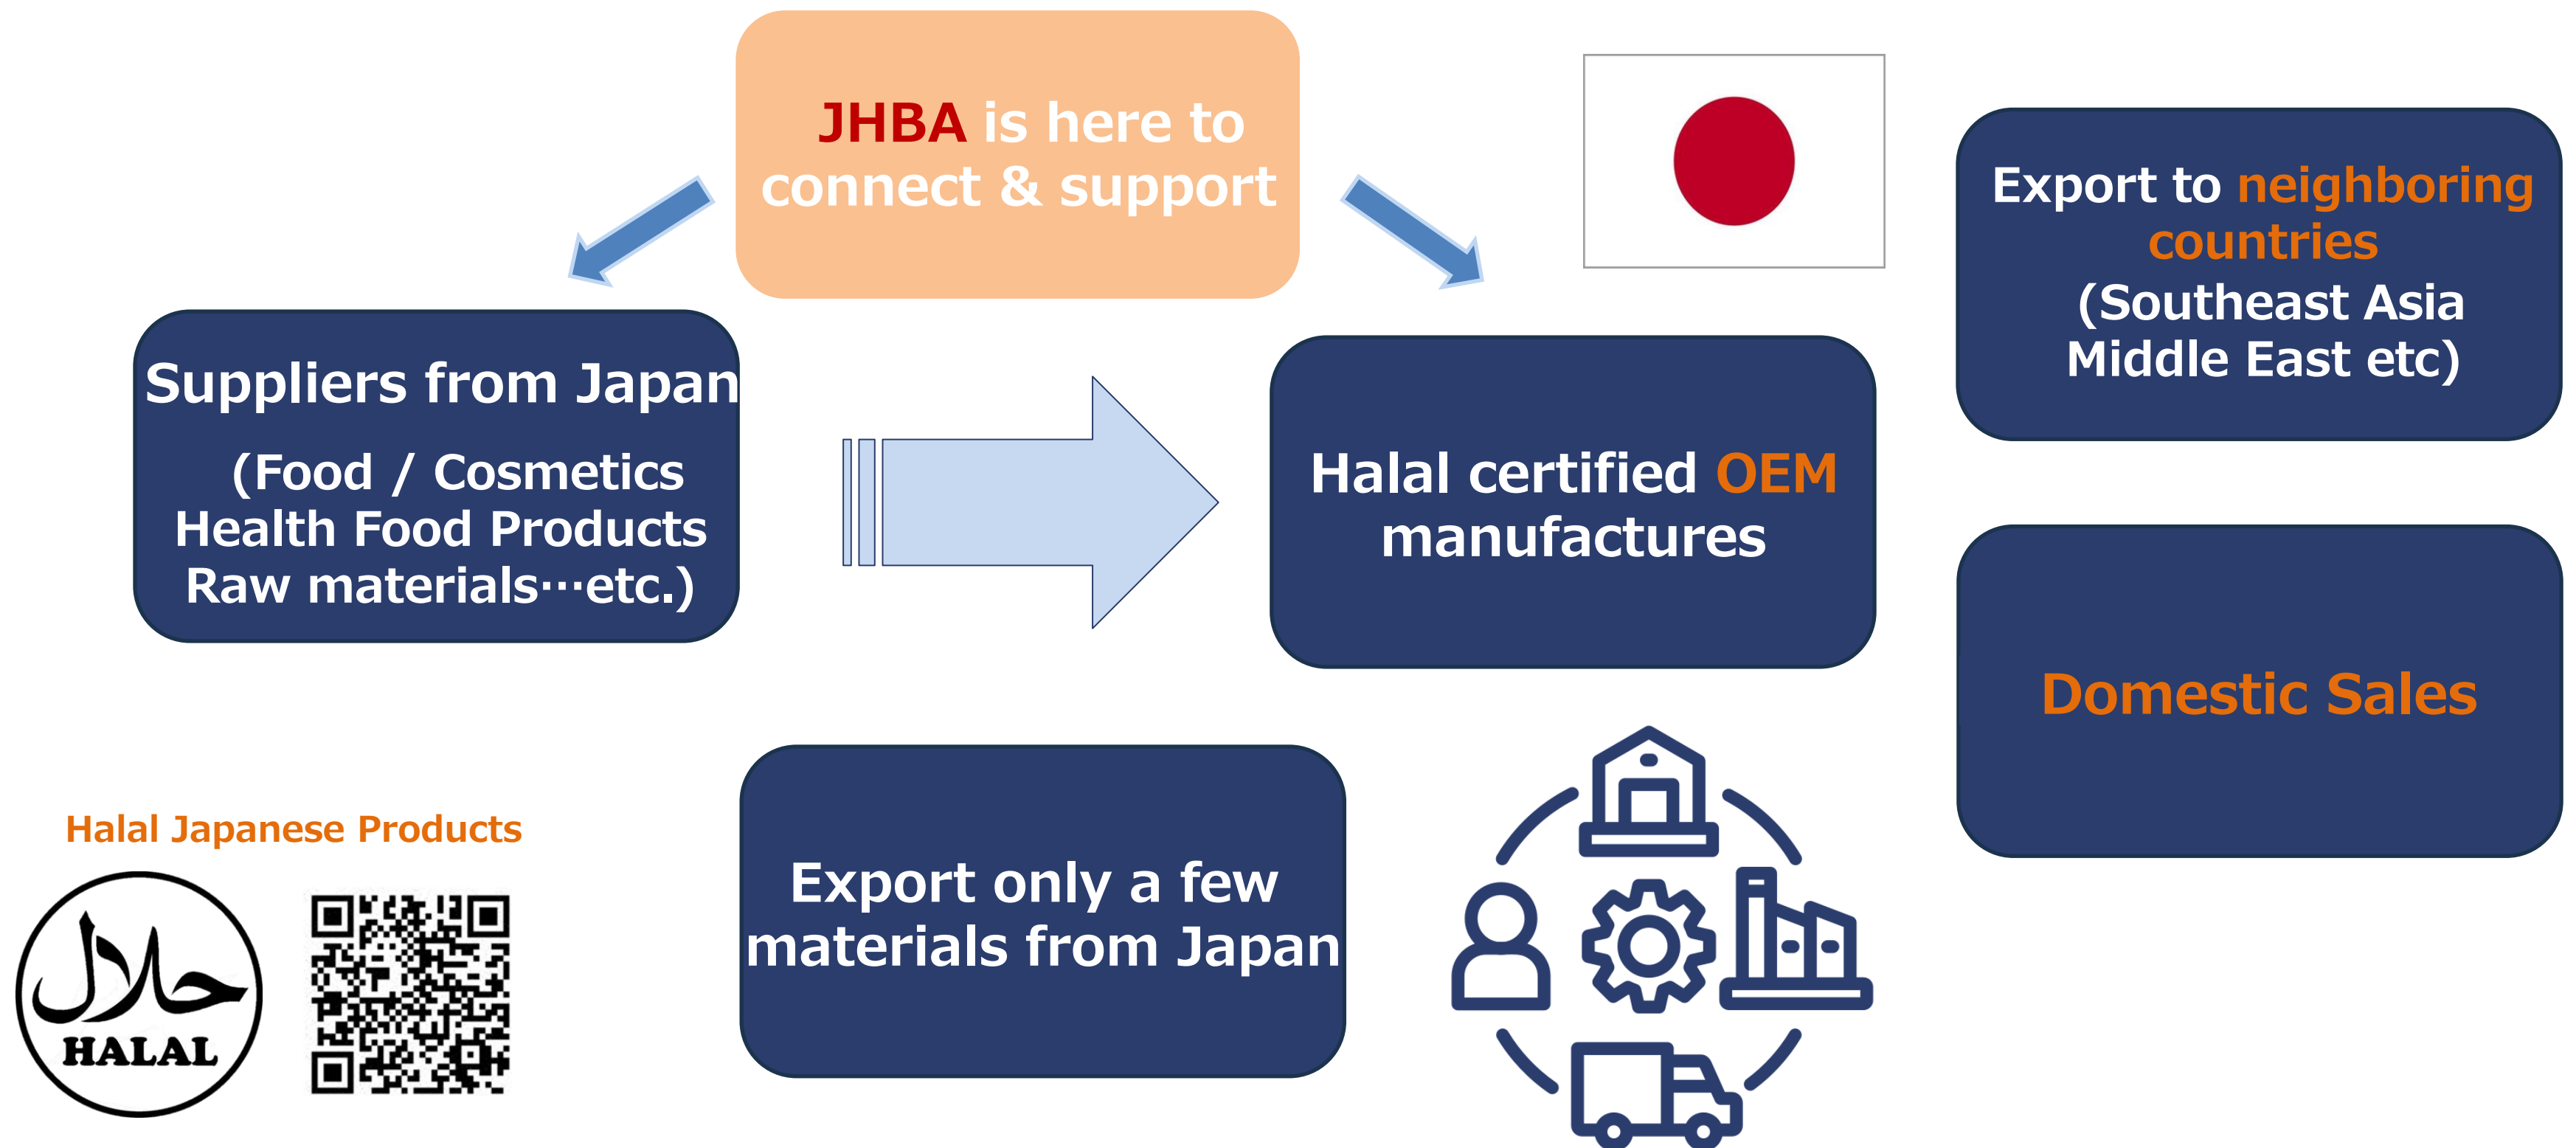 JHBA is here to
connect & support
Suppliers from Japan
(Food / Cosmetics
Health Food Products
Raw materials…etc.)
Halal certified OEM
manufactures
Export to neighboring
countries
(Southeast Asia
Middle East etc)
Domestic Sales
Export only a few
materials from Japan
Halal Japanese Products
حلال
HALAL